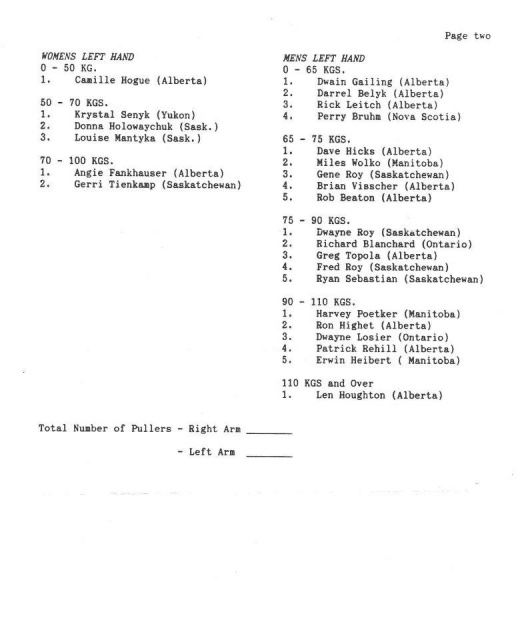 Page two
WOMENS LEFT HAND
0 - 50 KG.
1. Camille Hogue (Alberta)
50 - 70 KGS.
1. Krystal Senyk (Yukon)
2. Donna Holowaychuk (Sask.)
3. Louise Mantyka (Sask.)
70 - 100 KGS.
1. Angie Fankhauser (Alberta)
2. Gerri Tienkamp (Saskatchewan)
MENS LEFT HAND
0 - 65 KGS.
1. Dwain Gailing (Alberta)
2. Darrel Belyk (Alberta)
3. Rick Leitch (Alberta)
4. Perry Bruhm (Nova Scotia)
65 - 75 KGS.
1. Dave Hicks (Alberta)
2. Miles Wolko (Manitoba)
3. Gene Roy (Saskatchewan)
4. Brian Visscher (Alberta)
5. Rob Beaton (Alberta)
75 - 90 KGS.
1. Dwayne Roy (Saskatchewan)
2. Richard Blanchard (Ontario)
3. Greg Topola (Alberta)
4. Fred Roy (Saskatchewan)
5. Ryan Sebastian (Saskatchewan)
90 - 110 KGS.
1. Harvey Poetker (Manitoba)
2. Ron Highet (Alberta)
3. Dwayne Losier (Ontario)
4. Patrick Rehill (Alberta)
5. Erwin Heibert ( Manitoba)
110 KGS and Over
1. Len Houghton (Alberta)
Total Number of Pullers - Right Arm ________
- Left Arm ________